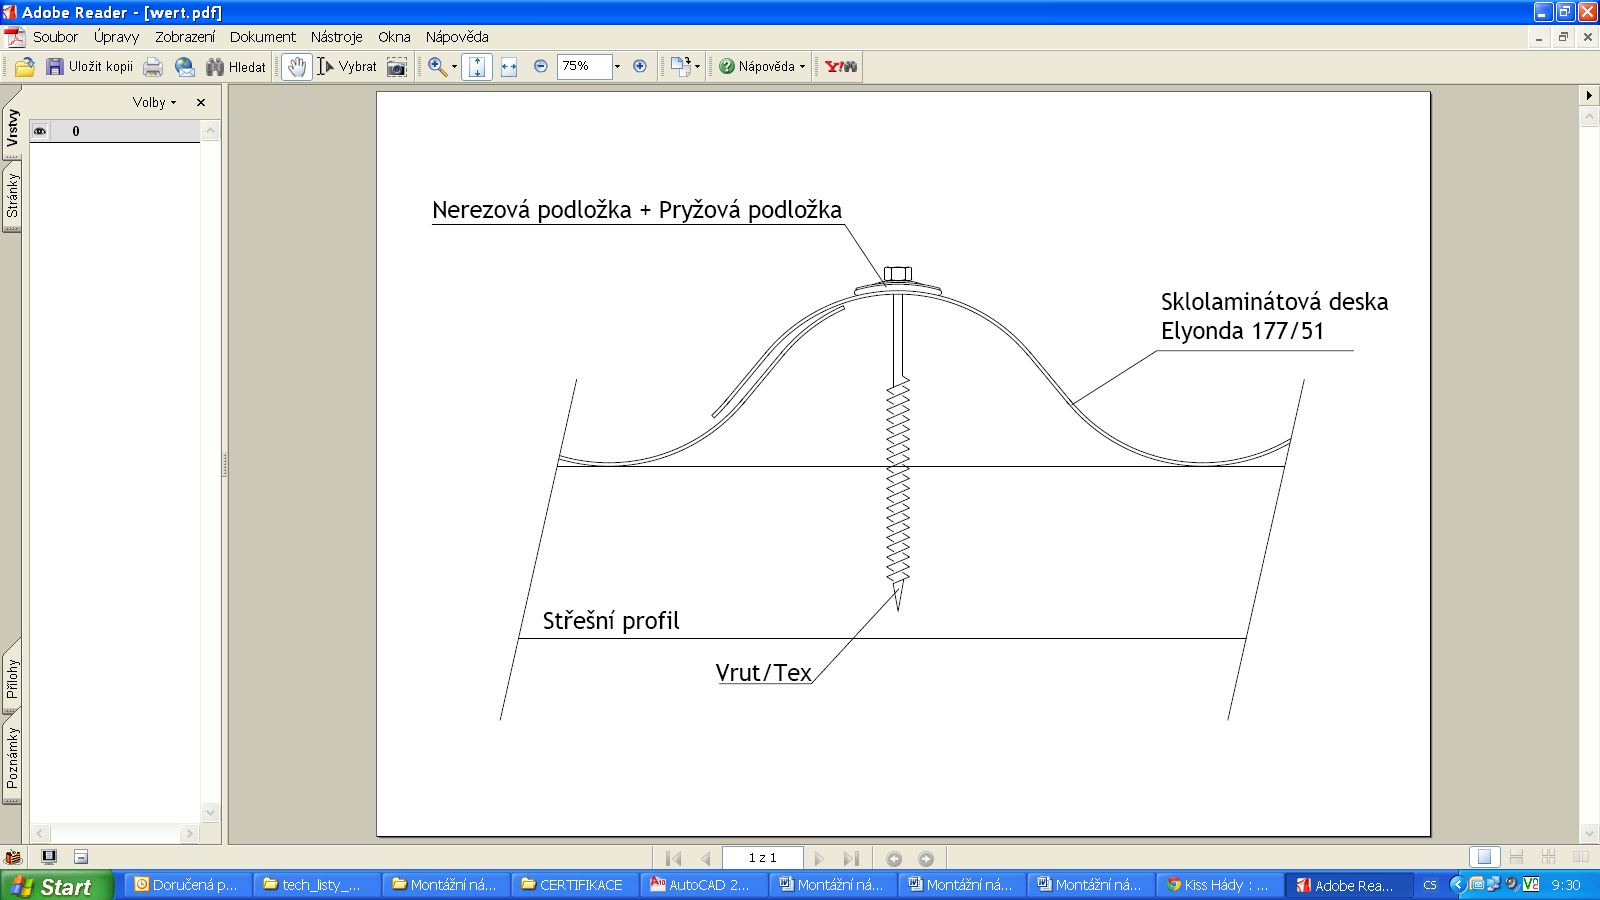 Adobe Reader - [wert.pdf]
Soubor Úpravy Zobrazení Dokument Nástroje Okna Nápověda
Uložit kopii Hledat Vybrat 75% Nápověda Y!
Volby
0
Vrstvy
Stránky
Přílohy
Poznámky
Nerezová podložka + Pryžová podložka
Sklolaminátová deska
Elyonda 177/51
Střešní profil
Vrut/Tex
1 z 1
Start Doručená p... tech_listy_... Montážní ná... CERTIFIKACE AutoCAD 2... Montážní ná... Montážní ná... Montážní ná... Kiss Hády : ... Adobe Rea... CS 9:30